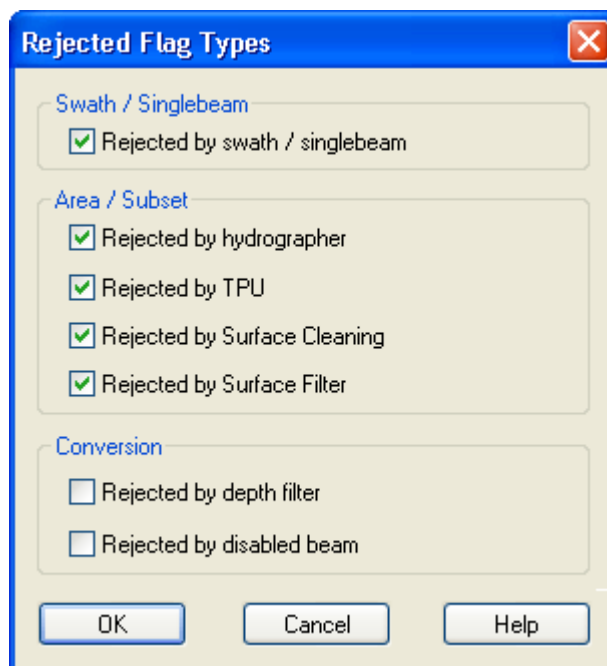 Rejected Flag Types
Swath / Singlebeam
Rejected by swath / singlebeam
Area / Subset
Rejected by hydrographer
Rejected by TPU
Rejected by Surface Cleaning
Rejected by Surface Filter
Conversion
Rejected by depth filter
Rejected by disabled beam
OK Cancel Help